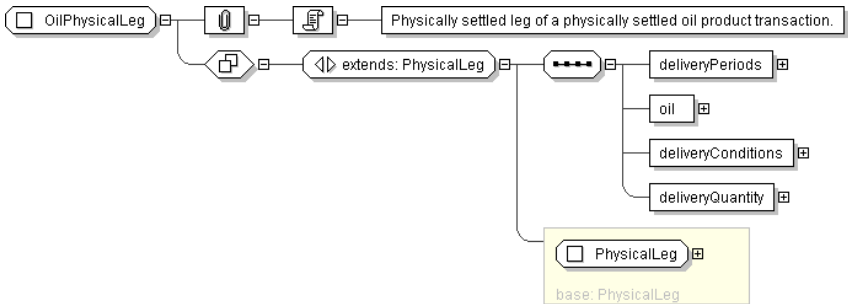 OilPhysicalLeg
Physically settled leg of a physically settled oil product transaction.
extends: PhysicalLeg
deliveryPeriods
oil
deliveryConditions
deliveryQuantity
PhysicalLeg
base: PhysicalLeg